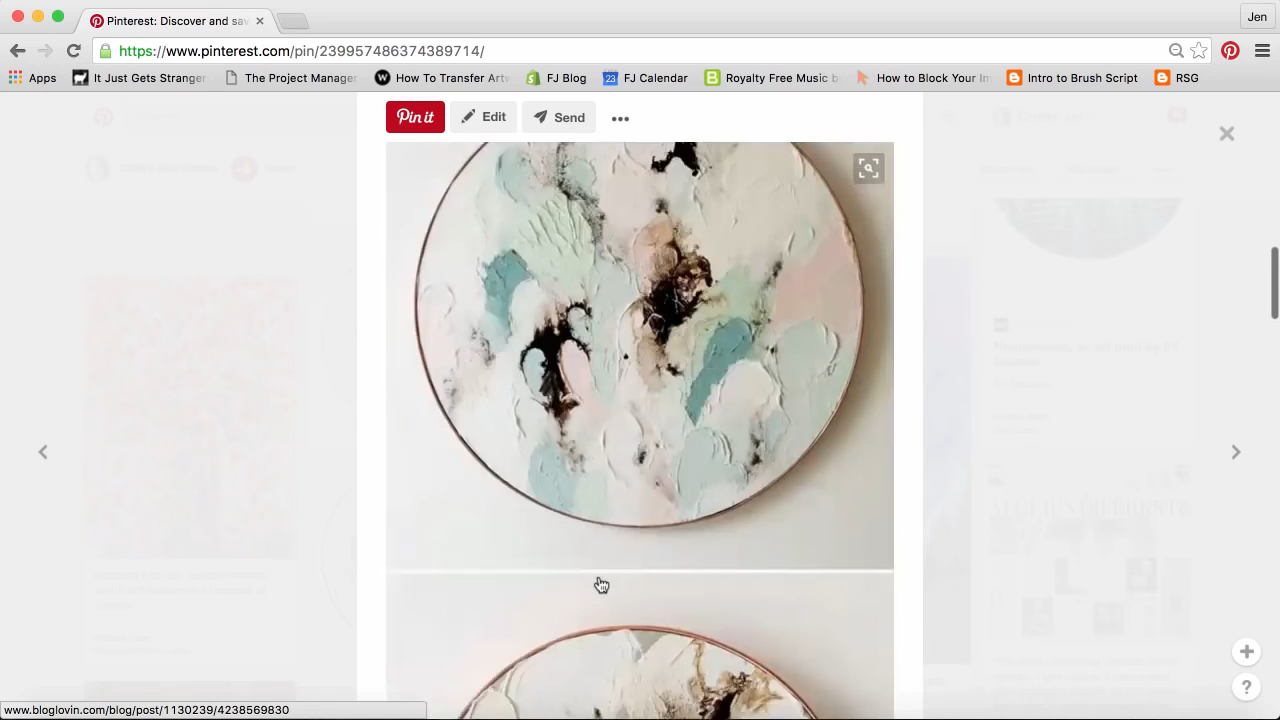 Pinterest: Discover and sav
Jen
https://www.pinterest.com/pin/239957486374389714/
Apps
It Just Gets Stranger
The Project Manager
How To Transfer Artw
FJ Blog
FJ Calendar
Royalty Free Music b
How to Block Your Im
Intro to Brush Script
RSG
Pin it
Edit
Send
www.bloglovin.com/blog/post/1130239/4238569830